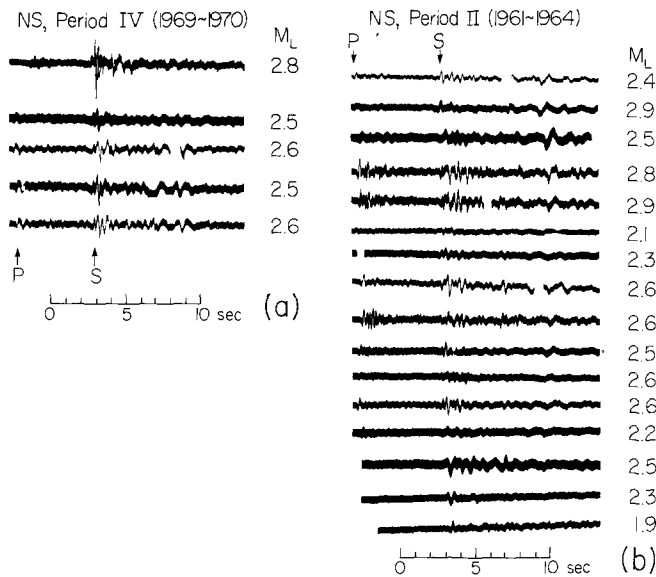 NS, Period IV (1969~1970)
M_L
2.8
2.5
2.6
2.5
2.6
P
S
0 5 10 sec
(a)
NS, Period II (1961~1964)
P
S
M_L
2.4
2.9
2.5
2.8
2.9
2.1
2.3
2.6
2.6
2.5
2.6
2.6
2.2
2.5
2.3
1.9
0 5 10 sec
(b)